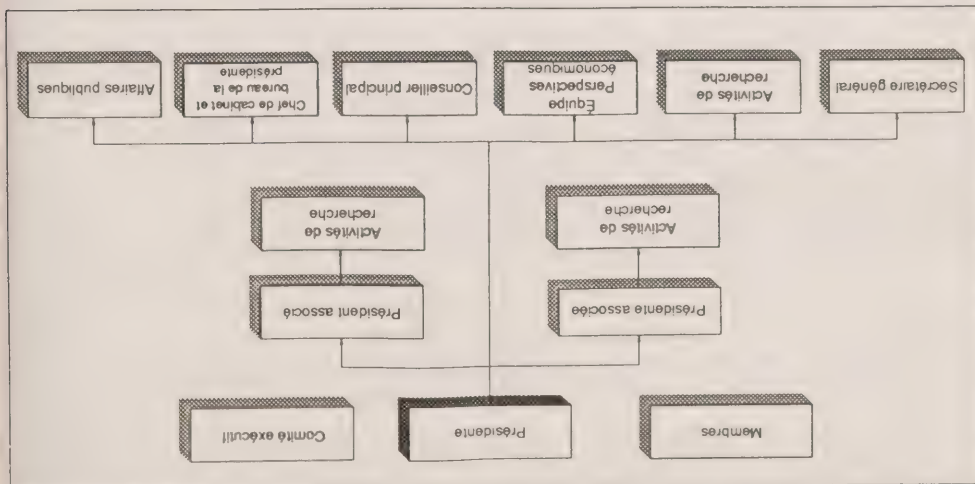 Membres
Présidente
Comité exécutif
Présidente associée
Président associé
Activités de
recherche
Activités de
recherche
Secrétaire général
Activités de
recherche
Équipe
Perspectives
économiques
Conseiller principal
Chef de cabinet et
bureau de la
présidente
Affaires publiques